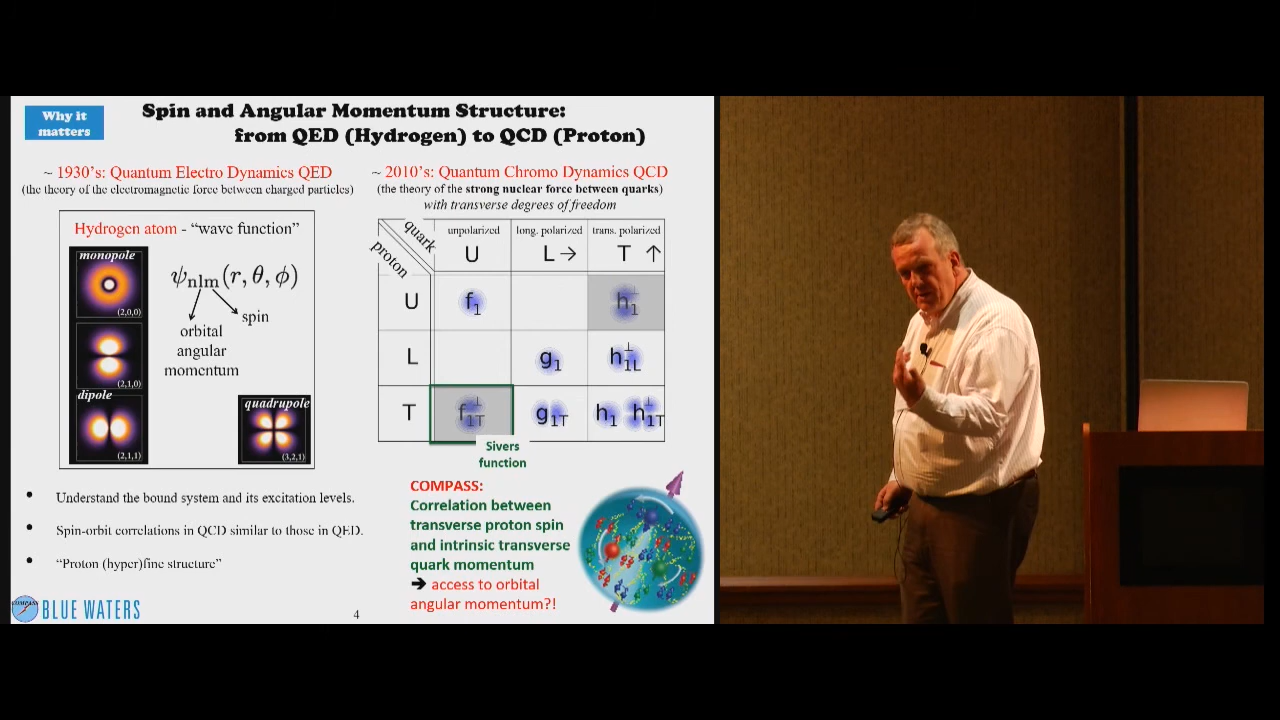 Why it
matters
Spin and Angular Momentum Structure:
from QED (Hydrogen) to QCD (Proton)
~ 1930's: Quantum Electro Dynamics QED
(the theory of the electromagnetic force between charged particles)
Hydrogen atom - “wave function”
monopole
(2,0,0)
(2,1,0)
dipole
(2,1,1)
ψnlm(r, θ, ϕ)
spin
orbital
angular
momentum
quadrupole
(3,2,1)
• Understand the bound system and its excitation levels.
• Spin-orbit correlations in QCD similar to those in QED.
• “Proton (hyper)fine structure”
~ 2010's: Quantum Chromo Dynamics QCD
(the theory of the strong nuclear force between quarks)
with transverse degrees of freedom
quark
proton
unpolarized long. polarized trans. polarized
U L → T ↑
U f1 h1⊥
L g1 h1L⊥
T f1T⊥ g1T h1 h1T⊥
Sivers
function
COMPASS:
Correlation between
transverse proton spin
and intrinsic transverse
quark momentum
➔ access to orbital
angular momentum?!
COMPASS
BLUE WATERS
4